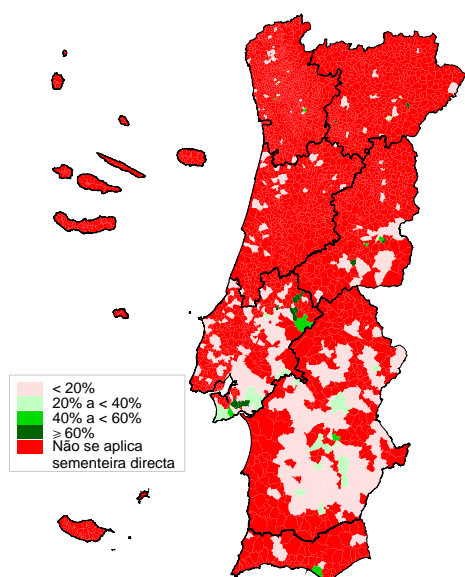 < 20%
20% a < 40%
40% a < 60%
≥ 60%
Não se aplica
sementeira directa